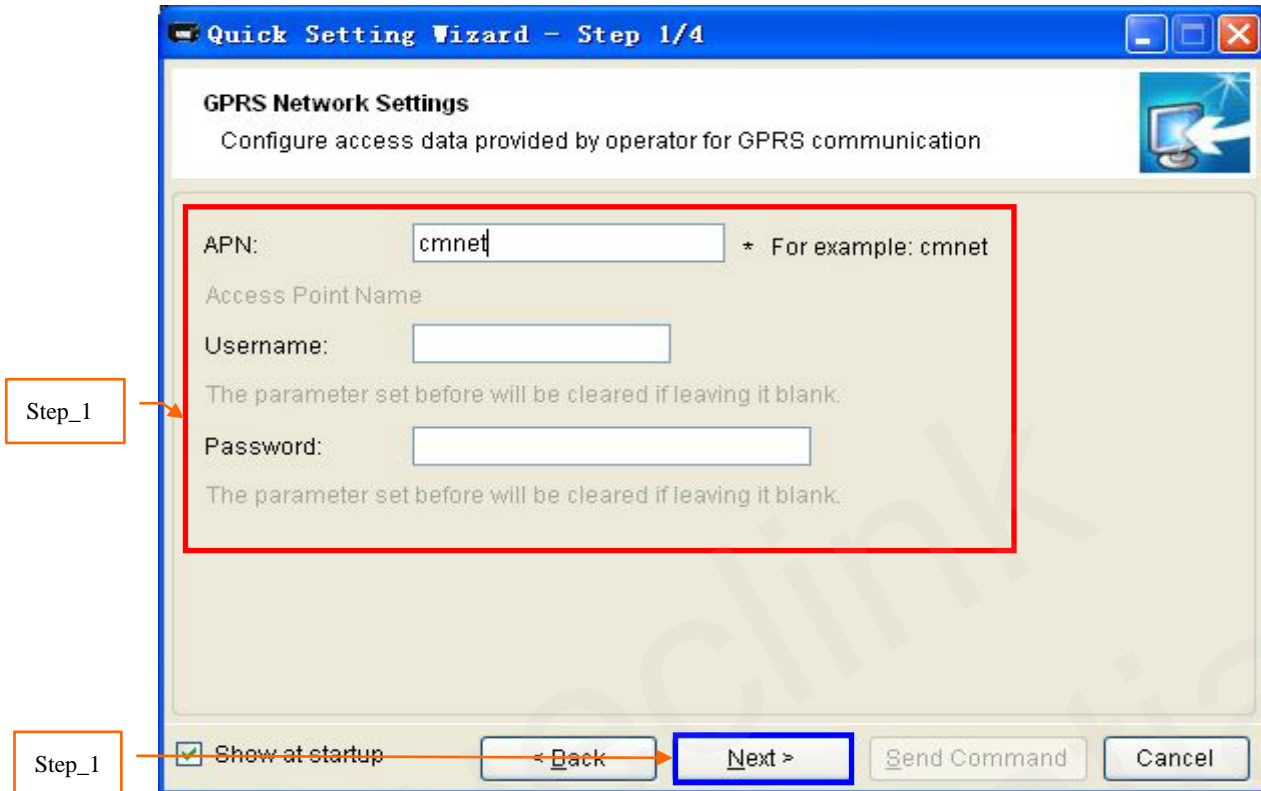 Quick Setting Wizard - Step 1/4
GPRS Network Settings
Configure access data provided by operator for GPRS communication
APN: cmnet * For example: cmnet
Access Point Name
Username:
The parameter set before will be cleared if leaving it blank.
Step_1
Password:
The parameter set before will be cleared if leaving it blank.
Show at startup < Back Next > Send Command Cancel
Step_1